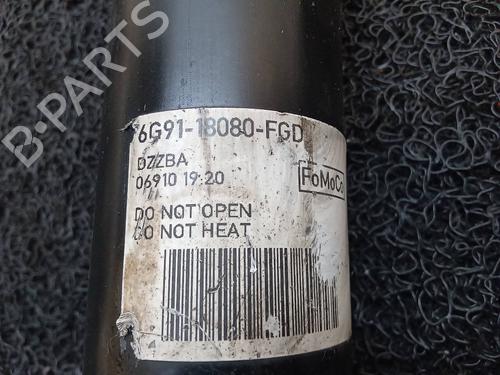 B-PARTS
6G91-18080-FGD
DZZBA
06910 19:20
FoMoCo
DO NOT OPEN
DO NOT HEAT